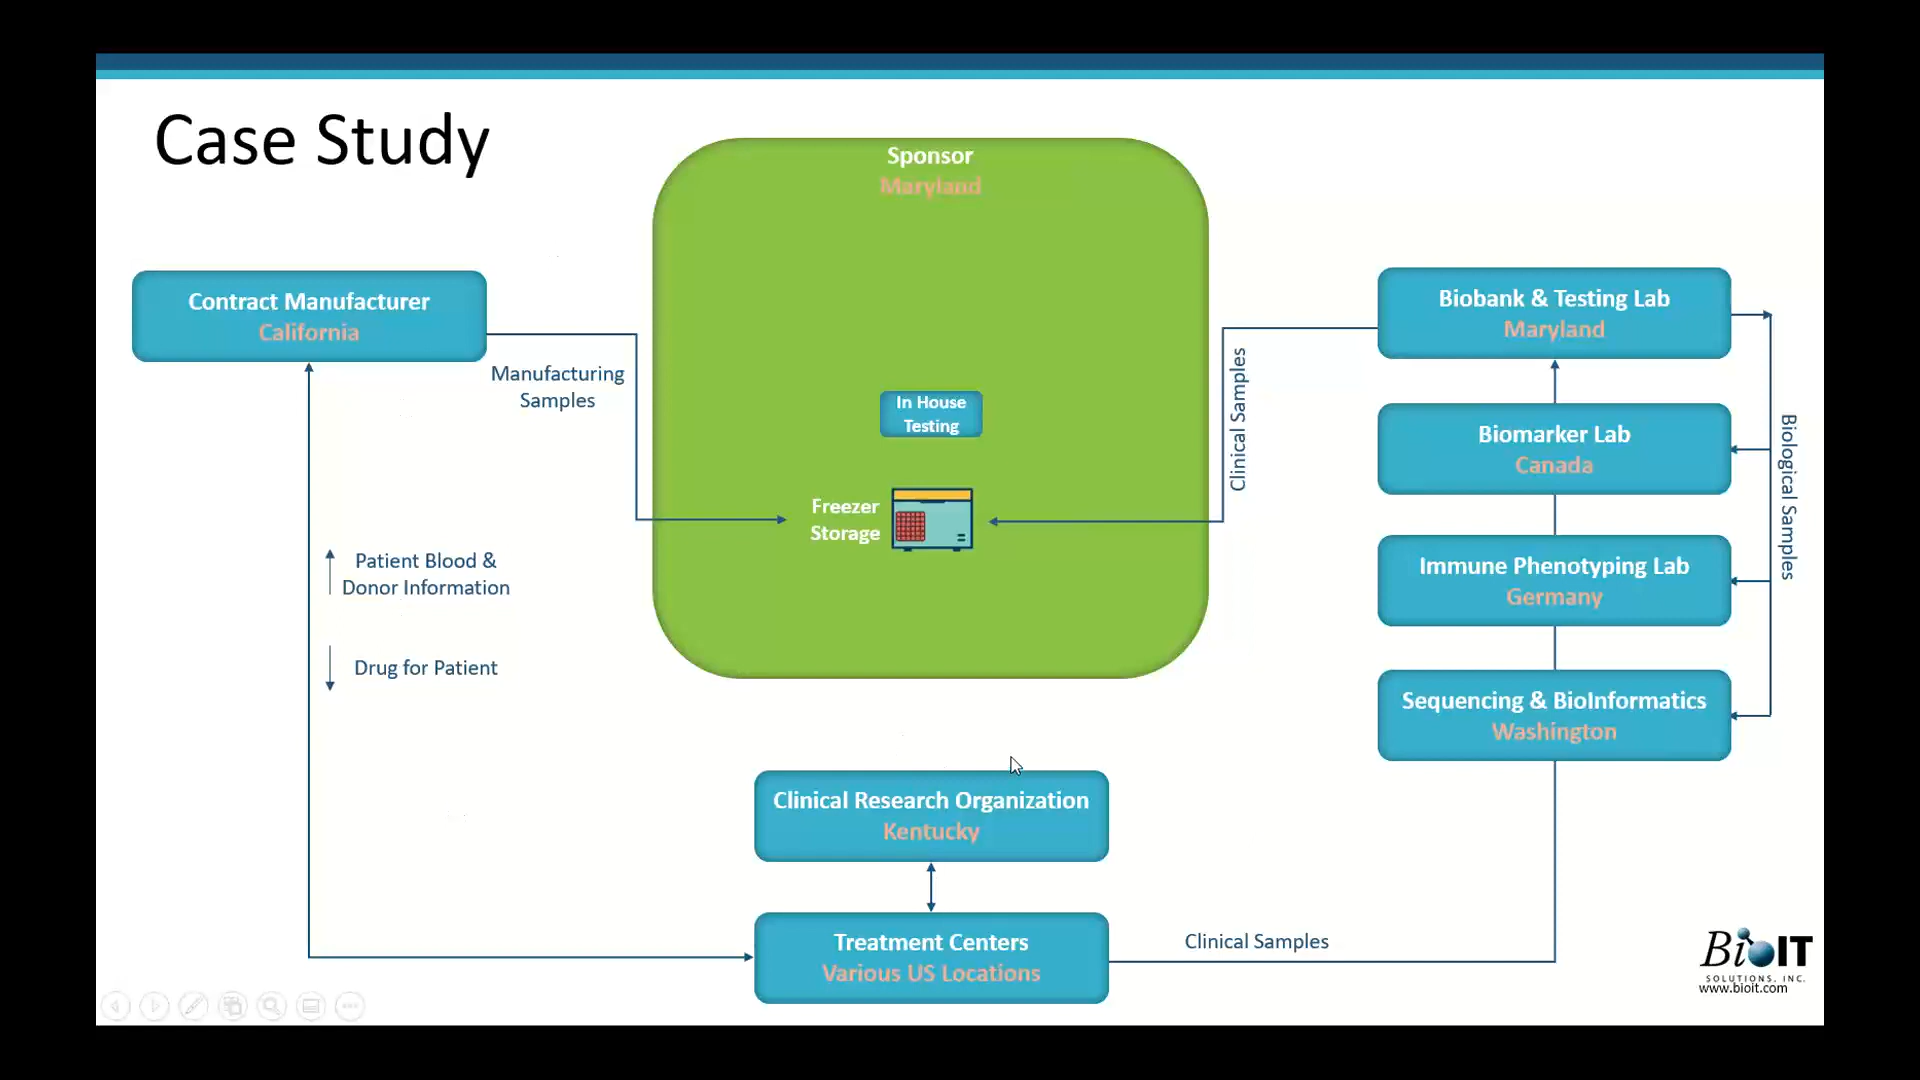 Case Study
Sponsor
Maryland
Contract Manufacturer
California
Manufacturing
Samples
In House
Testing
Freezer
Storage
Clinical Samples
Biobank & Testing Lab
Maryland
Biomarker Lab
Canada
Immune Phenotyping Lab
Germany
Sequencing & BioInformatics
Washington
Biological Samples
Patient Blood &
Donor Information
Drug for Patient
Clinical Research Organization
Kentucky
Treatment Centers
Various US Locations
Clinical Samples
BioIT
SOLUTIONS, INC.
www.bioit.com